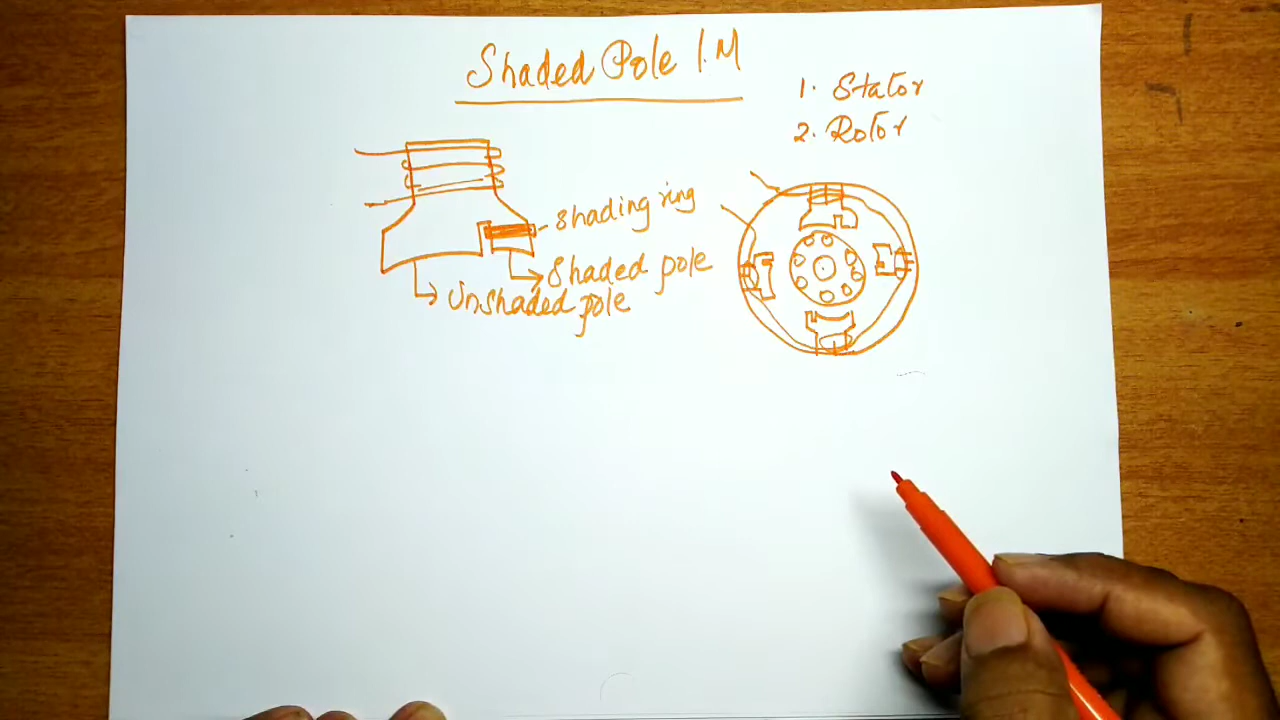 Shaded Pole I.M
1. Stator
2. Rotor
Shading ring
Shaded pole
Unshaded pole